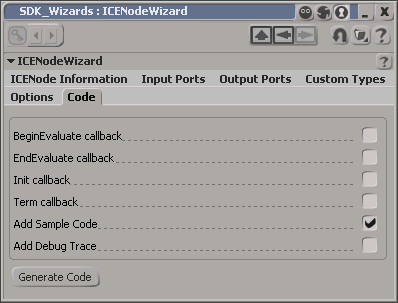 SDK_Wizards : ICENodeWizard
ICENodeWizard ?
ICENode Information Input Ports Output Ports Custom Types
Options Code
BeginEvaluate callback
EndEvaluate callback
Init callback
Term callback
Add Sample Code
Add Debug Trace
Generate Code